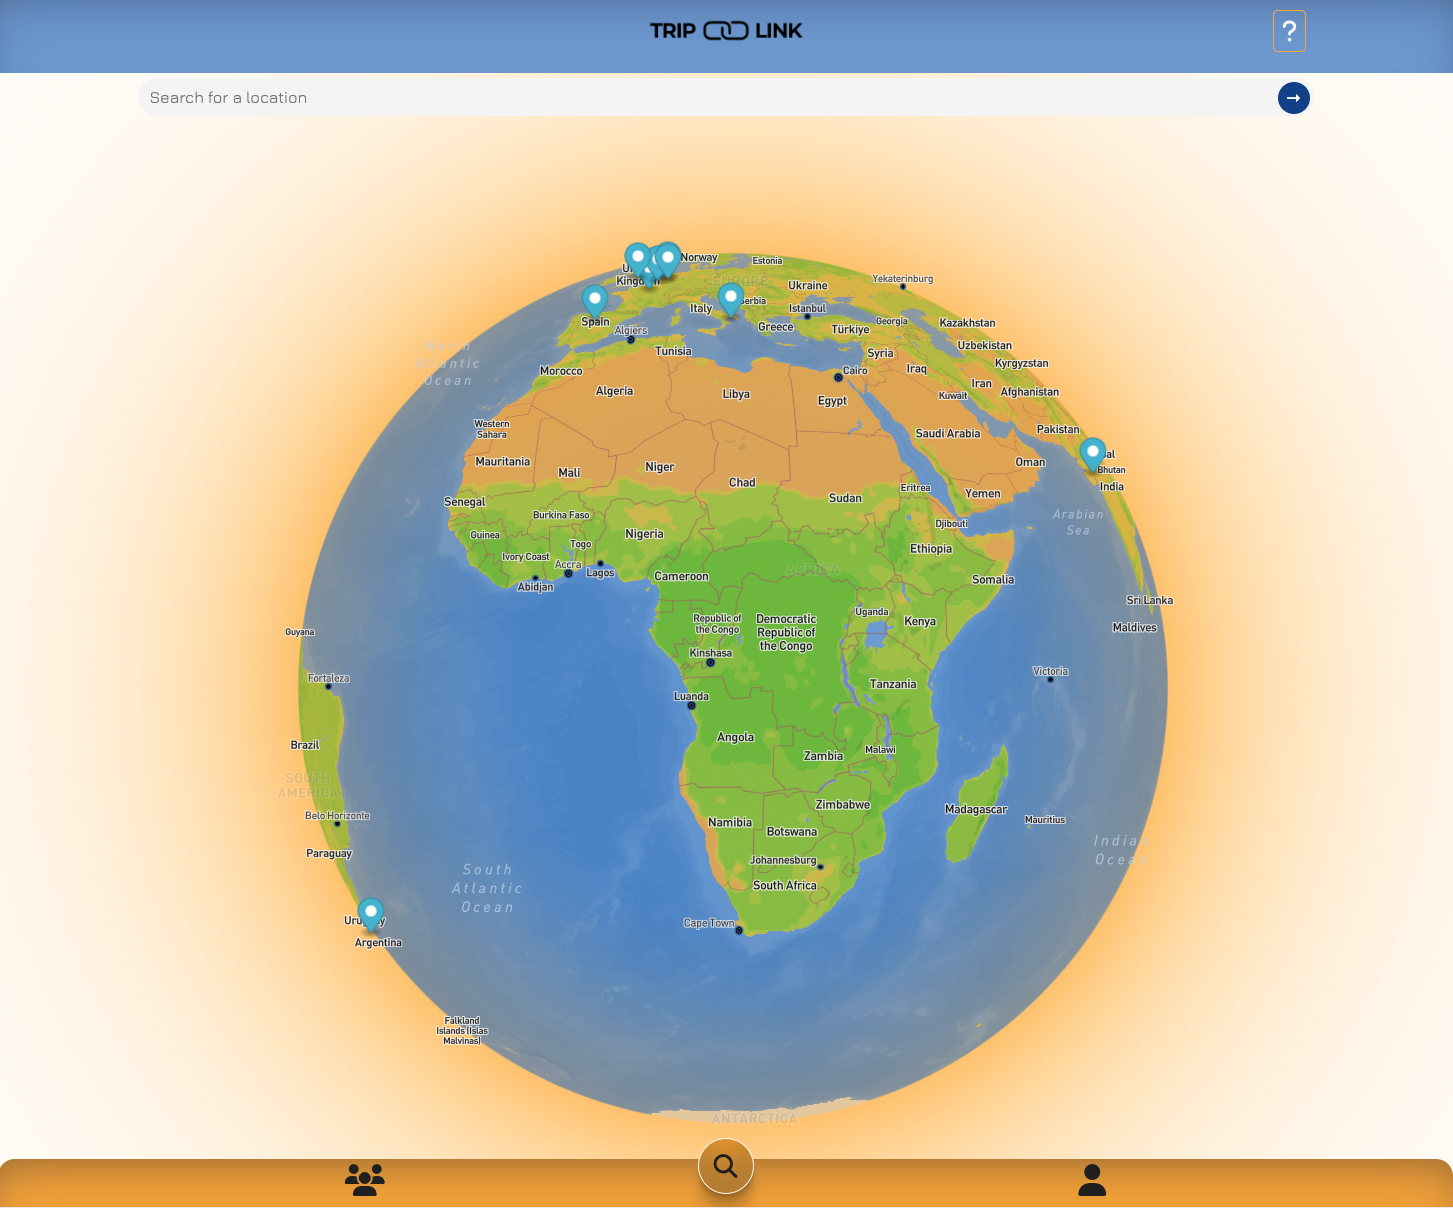 TRIP LINK
?
Search for a location
Norway
Estonia
Yekaterinburg
EUROPE
Ukraine
Italy
Istanbul
Spain
Algiers
Greece
Türkiye
Georgia
Kazakhstan
Uzbekistan
Kyrgyzstan
Tunisia
Syria
Iraq
Iran
Afghanistan
Kuwait
North
Atlantic
Ocean
Morocco
Algeria
Libya
Cairo
Egypt
Western
Sahara
Saudi Arabia
Pakistan
Mauritania
Mali
Niger
Chad
Oman
Bhutan
India
Senegal
Burkina Faso
Sudan
Eritrea
Yemen
Arabian
Sea
Guinea
Nigeria
Djibouti
Togo
Ivory Coast
Accra
Lagos
Abidjan
Cameroon
AFRICA
Ethiopia
Somalia
Sri Lanka
Maldives
Guyana
Republic of
the Congo
Democratic
Republic of
the Congo
Uganda
Kenya
Kinshasa
Fortaleza
Luanda
Tanzania
Victoria
Brazil
Angola
Zambia
Malawi
SOUTH
AMERICA
Belo Horizonte
Zimbabwe
Madagascar
Mauritius
Namibia
Botswana
Paraguay
Johannesburg
South Africa
Indian
Ocean
South
Atlantic
Ocean
Cape Town
Argentina
Falkland
Islands (Islas
Malvinas)
ANTARCTICA